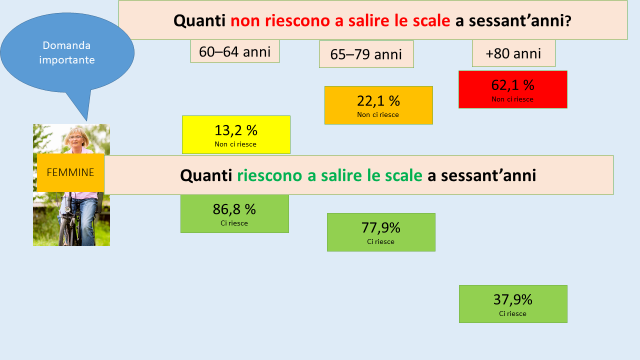 Quanti non riescono a salire le scale a sessant'anni?
Domanda
importante
60–64 anni
65–79 anni
+80 anni
62,1 %
Non ci riesce
22,1 %
Non ci riesce
13,2 %
Non ci riesce
FEMMINE
Quanti riescono a salire le scale a sessant'anni
86,8 %
Ci riesce
77,9%
Ci riesce
37,9%
Ci riesce